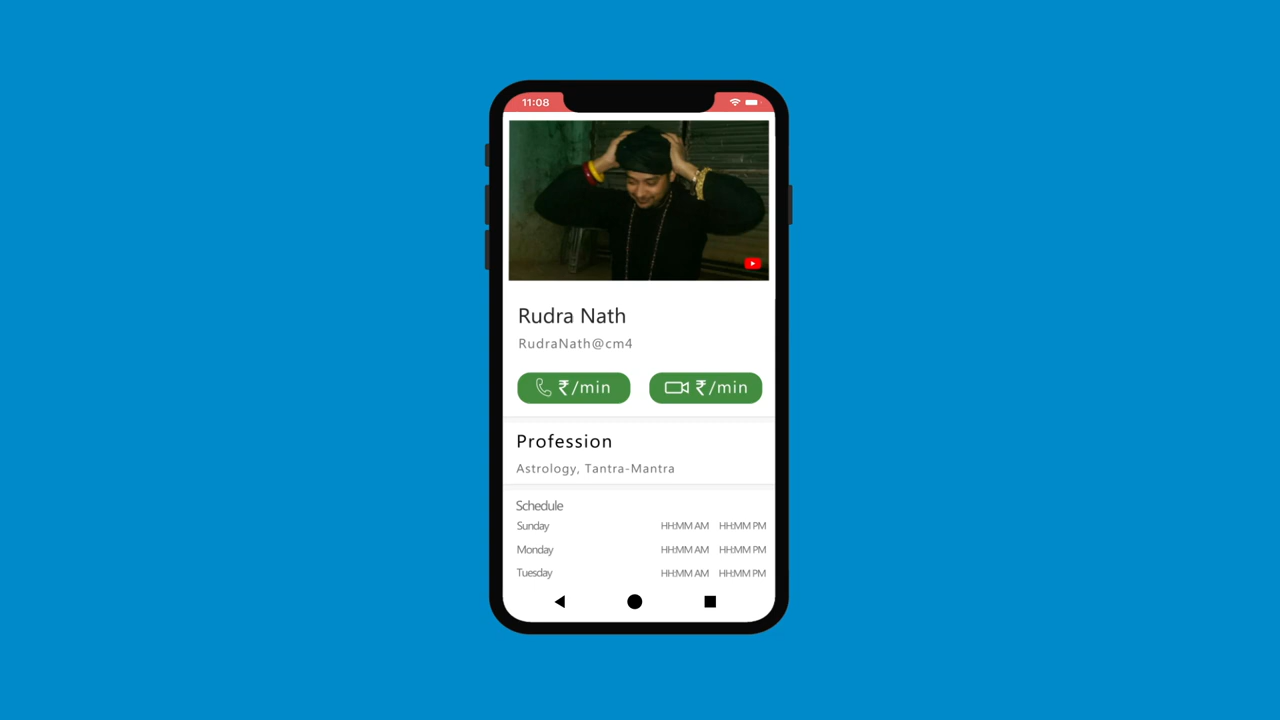 11:08
Rudra Nath
RudraNath@cm4
₹/min ₹/min
Profession
Astrology, Tantra-Mantra
Schedule
Sunday HH:MM AM HH:MM PM
Monday HH:MM AM HH:MM PM
Tuesday HH:MM AM HH:MM PM